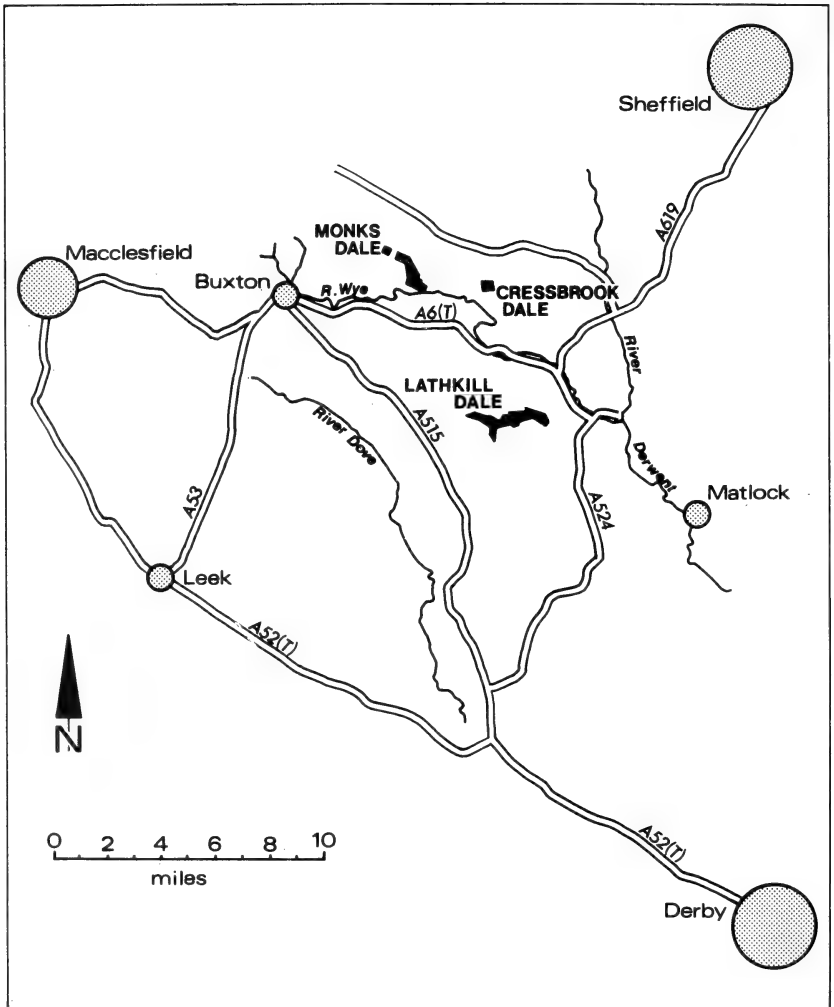 Sheffield
A619
MONKS
DALE
Macclesfield
Buxton
R. Wye
CRESSBROOK
DALE
A6(T)
River
LATHKILL
DALE
A515
River Dove
Derwent
Matlock
A53
A524
Leek
A52(T)
N
0 2 4 6 8 10
miles
A52(T)
Derby